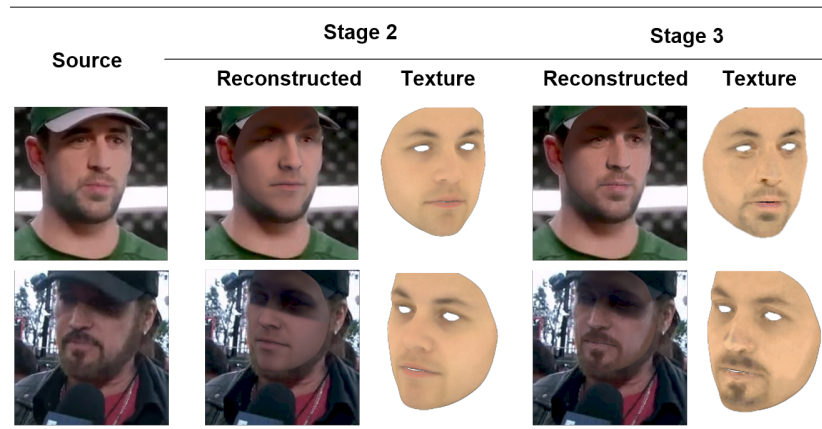 Source
Stage 2
Stage 3
Reconstructed
Texture
Reconstructed
Texture